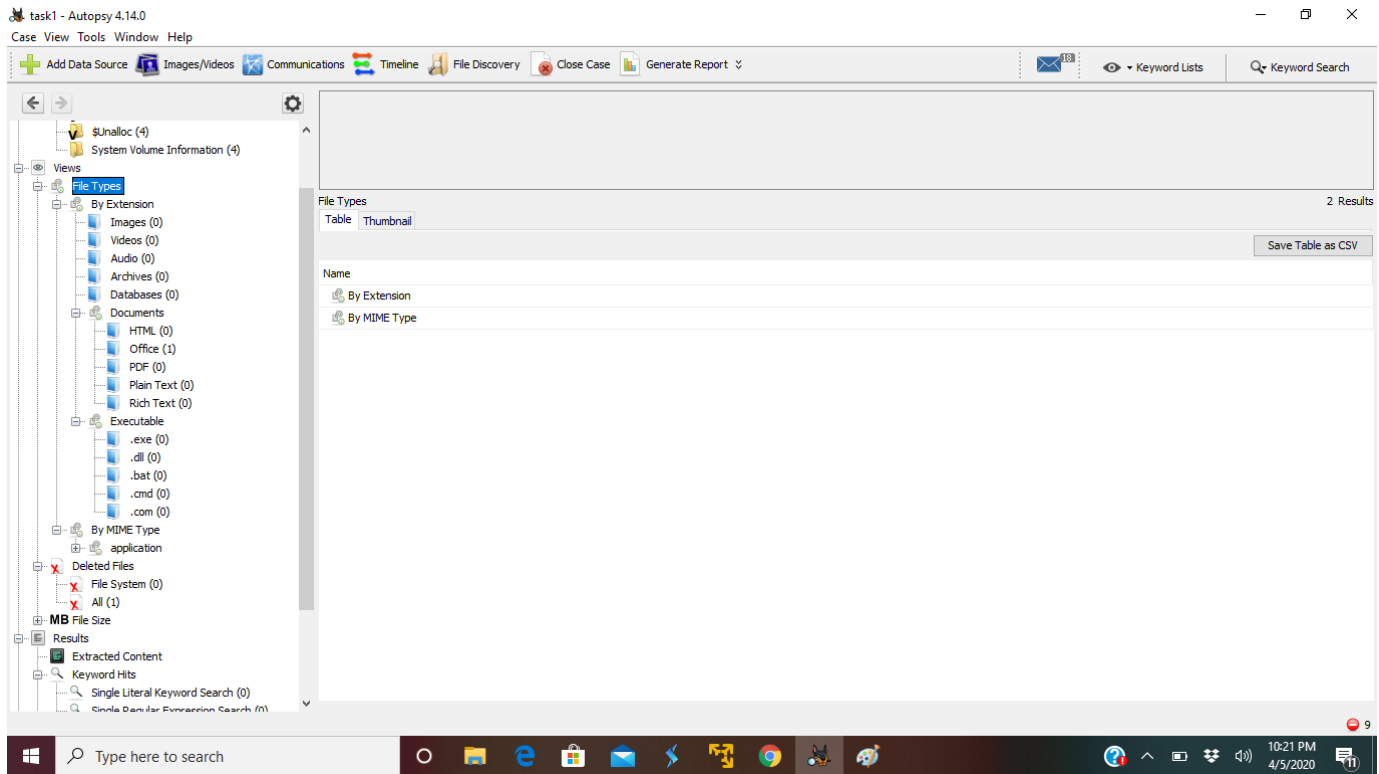 task1 - Autopsy 4.14.0
Case View Tools Window Help
Add Data Source Images/Videos Communications Timeline File Discovery Close Case Generate Report 18 Keyword Lists Keyword Search
$Unalloc (4)
System Volume Information (4)
Views
File Types
By Extension
Images (0)
Videos (0)
Audio (0)
Archives (0)
Databases (0)
Documents
HTML (0)
Office (1)
PDF (0)
Plain Text (0)
Rich Text (0)
Executable
.exe (0)
.dll (0)
.bat (0)
.cmd (0)
.com (0)
By MIME Type
application
Deleted Files
File System (0)
All (1)
MB File Size
Results
Extracted Content
Keyword Hits
Single Literal Keyword Search (0)
Single Regular Expression Search (0)
File Types 2 Results
Table Thumbnail
Save Table as CSV
Name
By Extension
By MIME Type
9
Type here to search
10:21 PM
4/5/2020
11